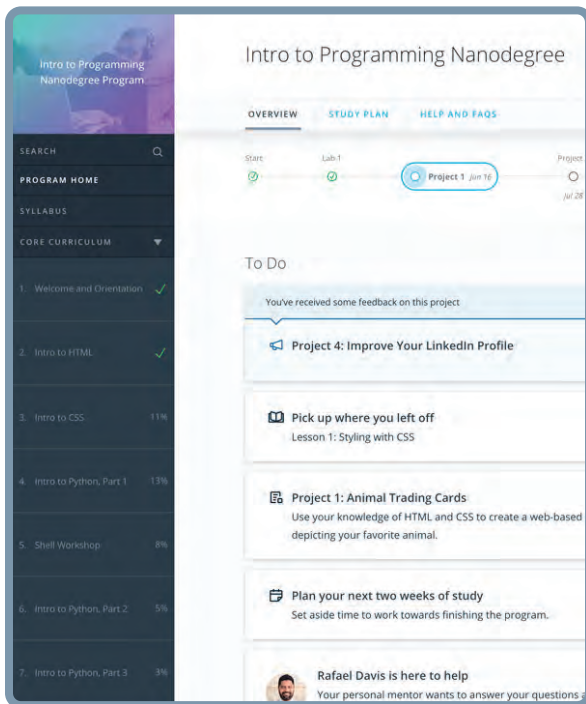 Intro to Programming
Nanodegree Program
SEARCH
PROGRAM HOME
SYLLABUS
CORE CURRICULUM
1. Welcome and Orientation
2. Intro to HTML
3. Intro to CSS 11%
4. Intro to Python, Part 1 13%
5. Shell Workshop 8%
6. Intro to Python, Part 2 5%
7. Intro to Python, Part 3 3%
Intro to Programming Nanodegree
OVERVIEW STUDY PLAN HELP AND FAQS
Start Lab 1 Project
Project 1 Jun 16
Jul 28
To Do
You've received some feedback on this project
Project 4: Improve Your LinkedIn Profile
Pick up where you left off
Lesson 1: Styling with CSS
Project 1: Animal Trading Cards
Use your knowledge of HTML and CSS to create a web-based
depicting your favorite animal.
Plan your next two weeks of study
Set aside time to work towards finishing the program.
Rafael Davis is here to help
Your personal mentor wants to answer your questions